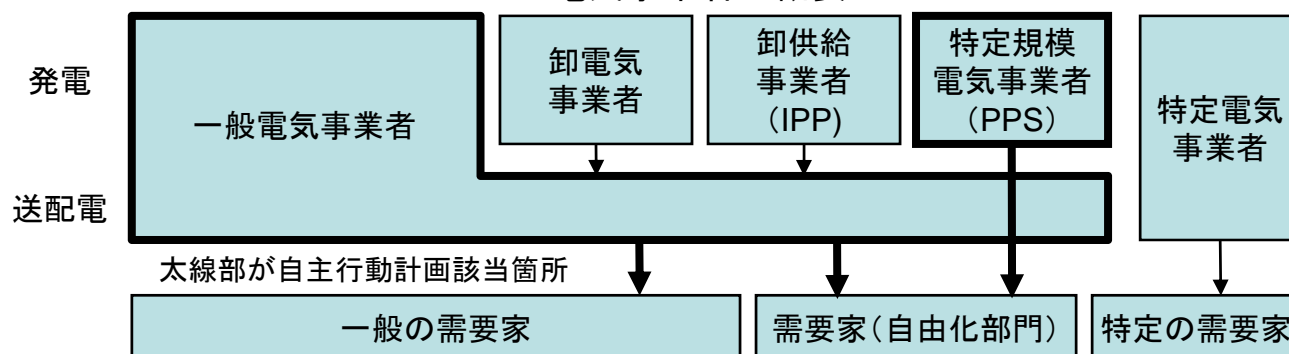 発電
送配電
一般電気事業者
卸電気
事業者
卸供給
事業者
（IPP)
特定規模
電気事業者
（PPS）
特定電気
事業者
太線部が自主行動計画該当箇所
一般の需要家
需要家（自由化部門）
特定の需要家